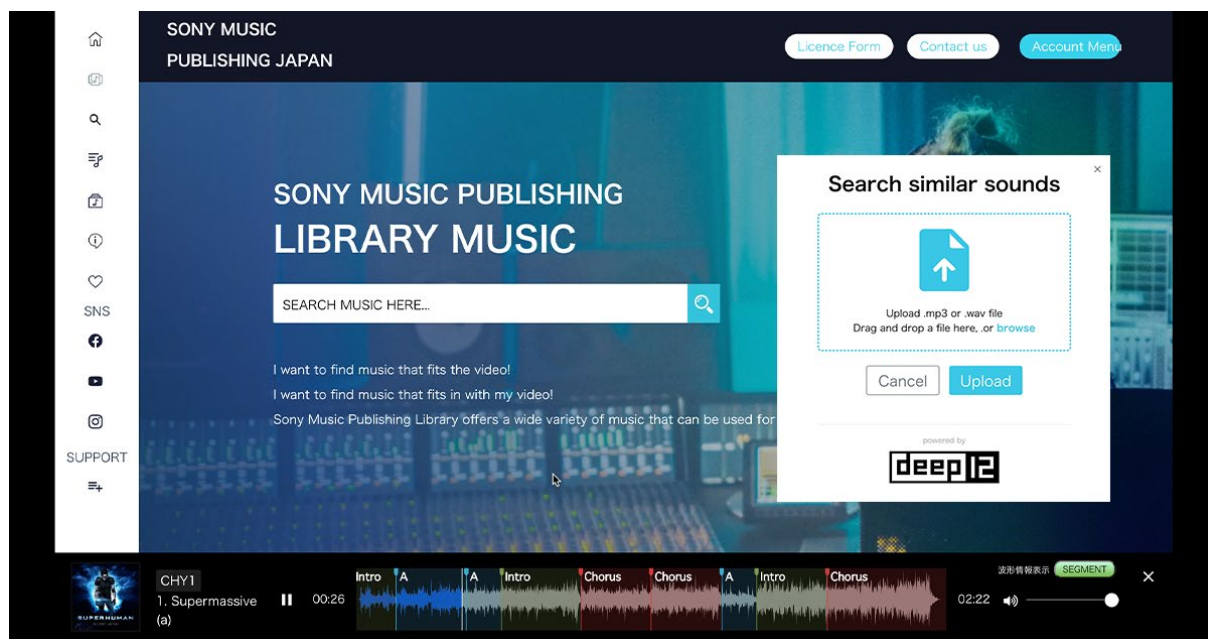 SONY MUSIC
PUBLISHING JAPAN
Licence Form
Contact us
Account Menu
SNS
SUPPORT
SONY MUSIC PUBLISHING
LIBRARY MUSIC
SEARCH MUSIC HERE...
I want to find music that fits the video!
I want to find music that fits in with my video!
Sony Music Publishing Library offers a wide variety of music that can be used for
×
Search similar sounds
Upload .mp3 or .wav file
Drag and drop a file here, .or browse
Cancel
Upload
powered by
deep12
SUPERHUMAN
CHY1
1. Supermassive
(a)
00:26
Intro A A Intro Chorus Chorus A Intro Chorus
02:22
波形情報表示 SEGMENT
×